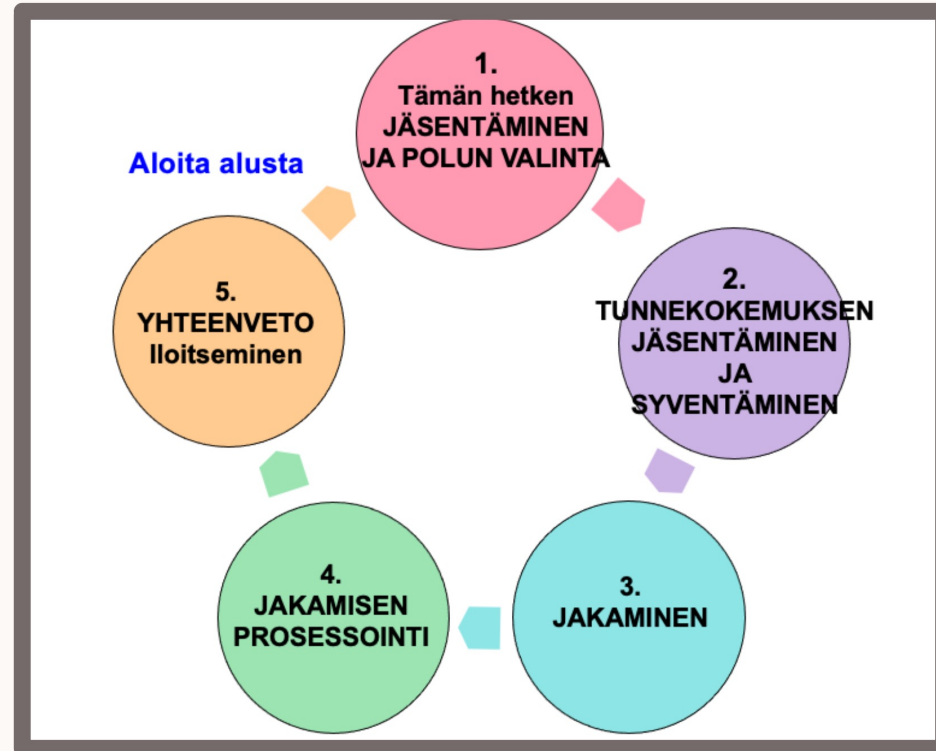 1.
Tämän hetken
JÄSENTÄMINEN
JA POLUN VALINTA
Aloita alusta
2.
TUNNEKOKEMUKSEN
JÄSENTÄMINEN
JA
SYVENTÄMINEN
3.
JAKAMINEN
4.
JAKAMISEN
PROSESSOINTI
5.
YHTEENVETO
Iloitseminen